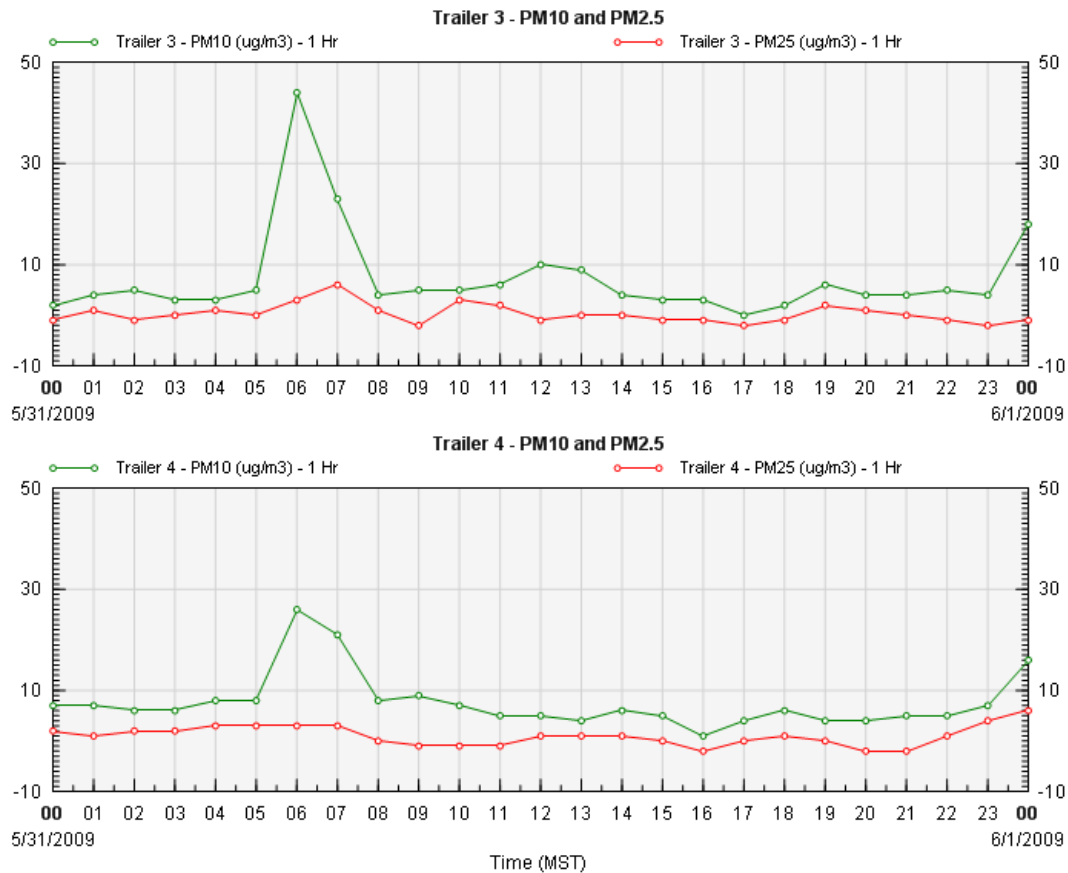 Trailer 3 - PM10 and PM2.5
Trailer 3 - PM10 (ug/m3) - 1 Hr Trailer 3 - PM25 (ug/m3) - 1 Hr
50 50
30 30
10 10
-10 -10
00 01 02 03 04 05 06 07 08 09 10 11 12 13 14 15 16 17 18 19 20 21 22 23 00
5/31/2009 6/1/2009
Trailer 4 - PM10 and PM2.5
Trailer 4 - PM10 (ug/m3) - 1 Hr Trailer 4 - PM25 (ug/m3) - 1 Hr
50 50
30 30
10 10
-10 -10
00 01 02 03 04 05 06 07 08 09 10 11 12 13 14 15 16 17 18 19 20 21 22 23 00
5/31/2009 6/1/2009
Time (MST)